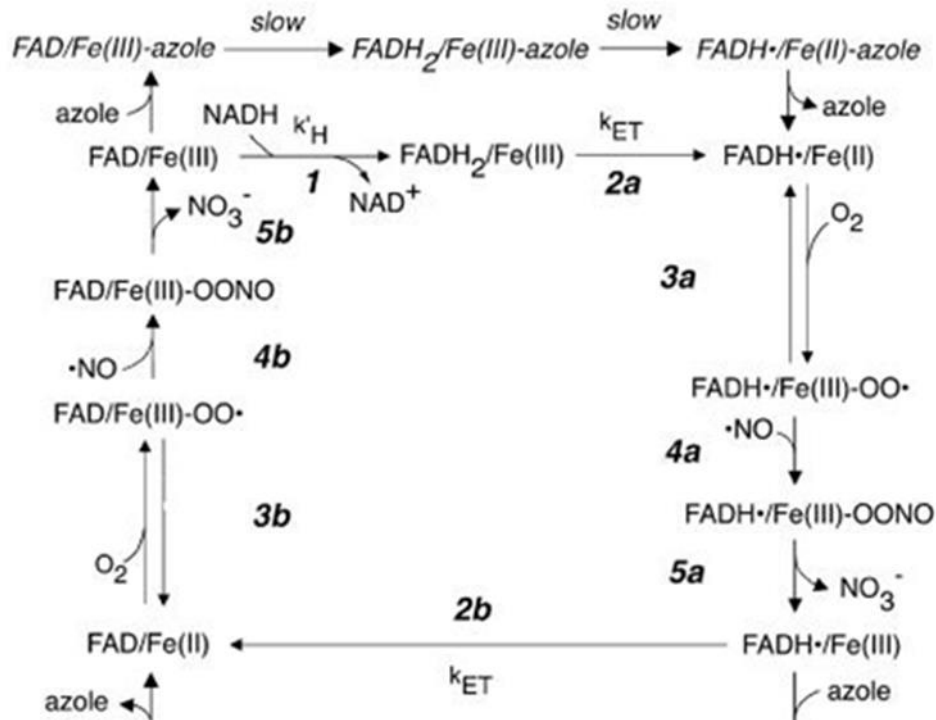 slow slow
FAD/Fe(III)-azole FADH2/Fe(III)-azole FADH•/Fe(II)-azole
azole NADH k'H kET azole
FAD/Fe(III) FADH2/Fe(III) FADH•/Fe(II)
1 NAD+ 2a
NO3- O2
5b
3a
FAD/Fe(III)-OONO
•NO 4b
FADH•/Fe(III)-OO•
FAD/Fe(III)-OO•
•NO
4a
3b FADH•/Fe(III)-OONO
O2 5a NO3-
2b
FAD/Fe(II) FADH•/Fe(III)
kET
azole azole